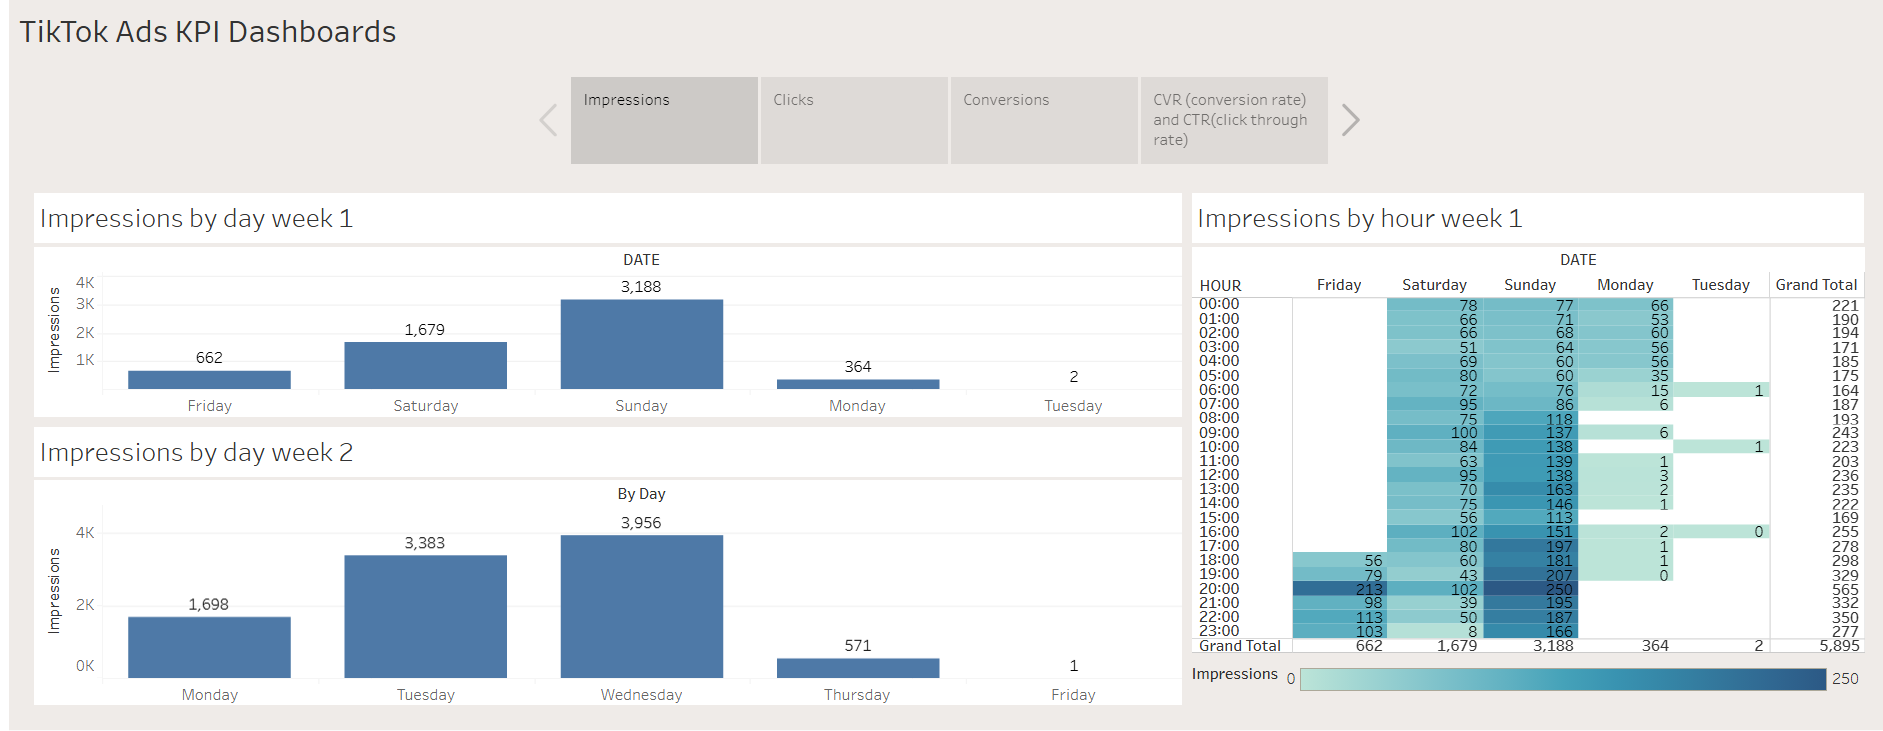 TikTok Ads KPI Dashboards
Impressions
Clicks
Conversions
CVR (conversion rate)
and CTR(click through
rate)
Impressions by day week 1
DATE
Impressions
4K
3K
2K
1K
662
1,679
3,188
364
2
Friday
Saturday
Sunday
Monday
Tuesday
Impressions by day week 2
By Day
Impressions
4K
2K
0K
1,698
3,383
3,956
571
1
Monday
Tuesday
Wednesday
Thursday
Friday
Impressions by hour week 1
DATE
HOUR Friday Saturday Sunday Monday Tuesday Grand Total
00:00 78 77 66 221
01:00 66 71 53 190
02:00 66 68 60 194
03:00 51 64 56 171
04:00 69 60 56 185
05:00 80 60 35 175
06:00 72 76 15 1 164
07:00 95 86 6 187
08:00 75 118 193
09:00 100 137 6 243
10:00 84 138 1 223
11:00 63 139 1 203
12:00 95 138 3 236
13:00 70 163 2 235
14:00 75 146 1 222
15:00 56 113 169
16:00 102 151 2 0 255
17:00 80 197 1 278
18:00 56 60 181 1 298
19:00 79 43 207 0 329
20:00 213 102 250 565
21:00 98 39 195 332
22:00 113 50 187 350
23:00 103 8 166 277
Grand Total 662 1,679 3,188 364 2 5,895
Impressions 0 250